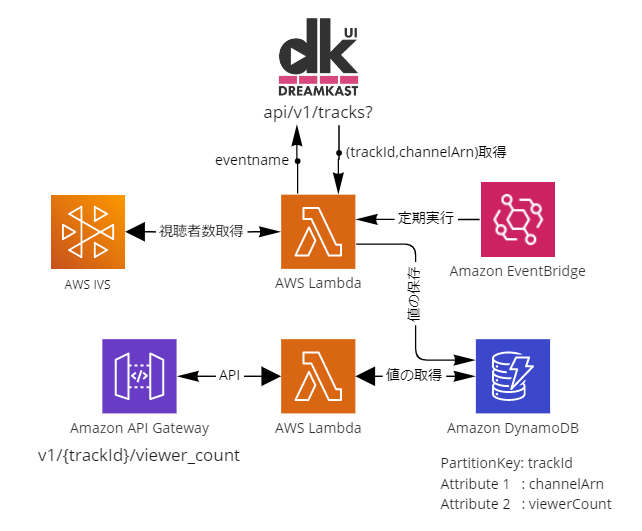 dk
UI
DREAMKAST
api/v1/tracks?
eventname
(trackId,channelArn)取得
視聴者数取得
定期実行
AWS IVS
AWS Lambda
Amazon EventBridge
値の保存
API
値の取得
Amazon API Gateway
AWS Lambda
Amazon DynamoDB
v1/{trackId}/viewer_count
PartitionKey: trackId
Attribute 1 : channelArn
Attribute 2 : viewerCount